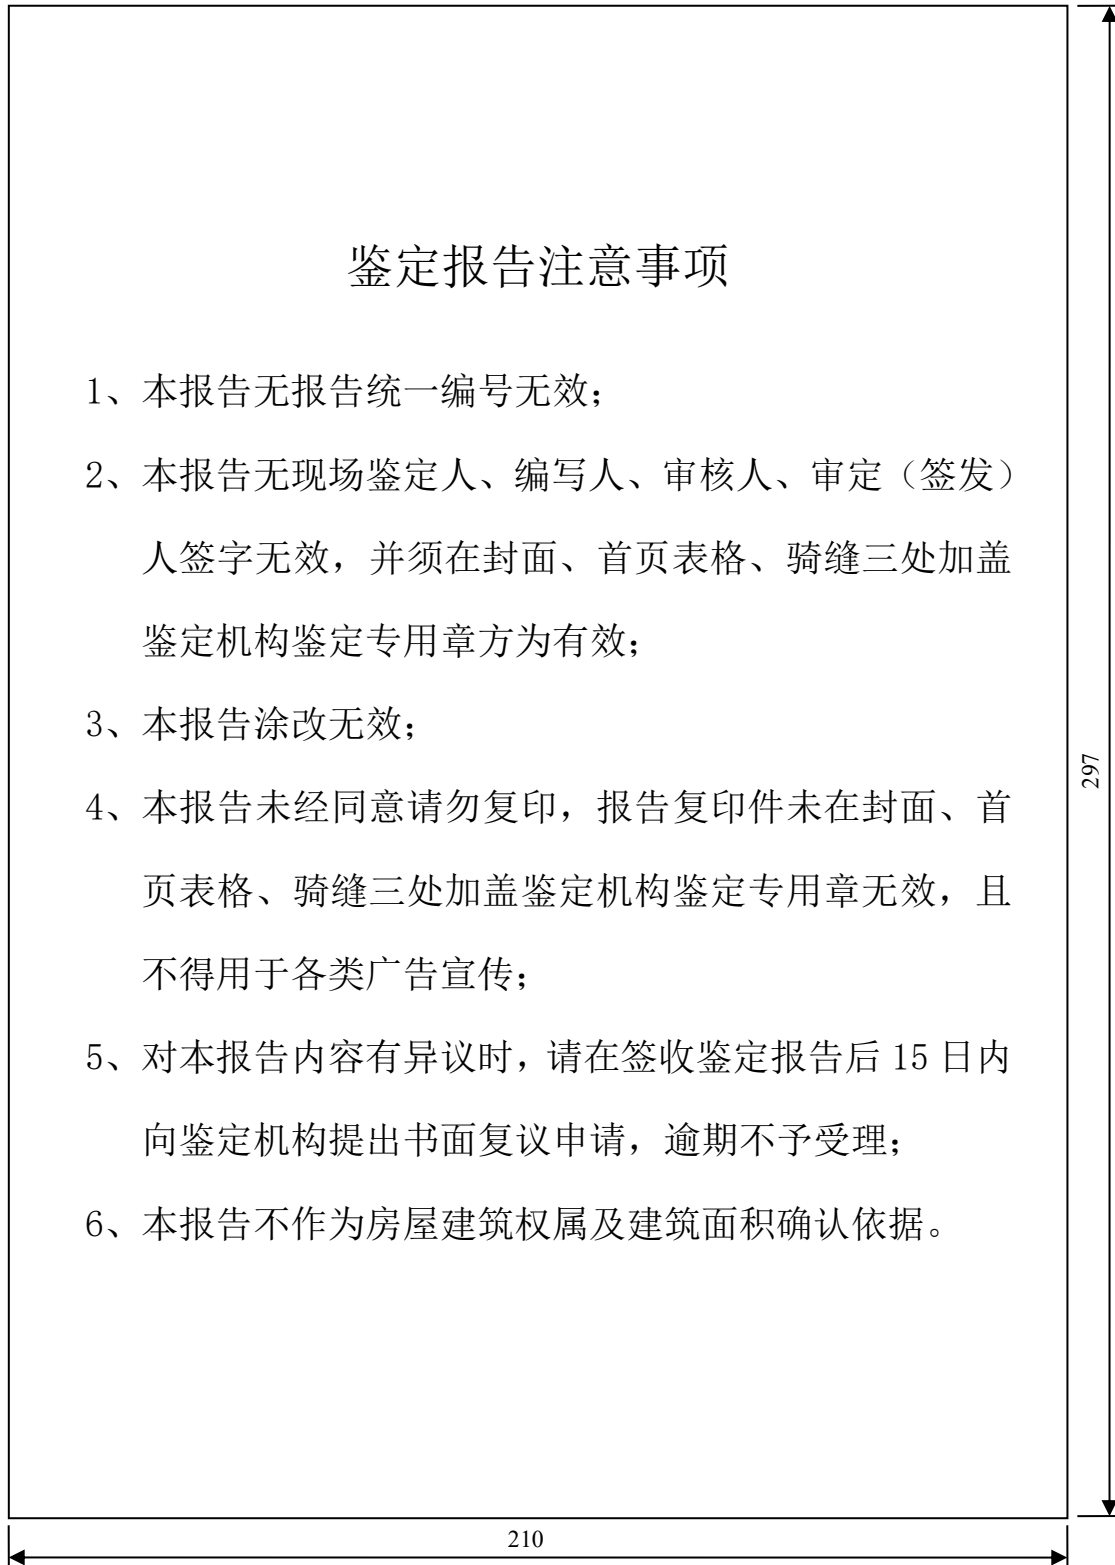 鉴定报告注意事项
1、本报告无报告统一编号无效；
2、本报告无现场鉴定人、编写人、审核人、审定（签发）
人签字无效，并须在封面、首页表格、骑缝三处加盖
鉴定机构鉴定专用章方为有效；
3、本报告涂改无效；
4、本报告未经同意请勿复印，报告复印件未在封面、首
页表格、骑缝三处加盖鉴定机构鉴定专用章无效，且
不得用于各类广告宣传；
5、对本报告内容有异议时，请在签收鉴定报告后 15 日内
向鉴定机构提出书面复议申请，逾期不予受理；
6、本报告不作为房屋建筑权属及建筑面积确认依据。
297
210